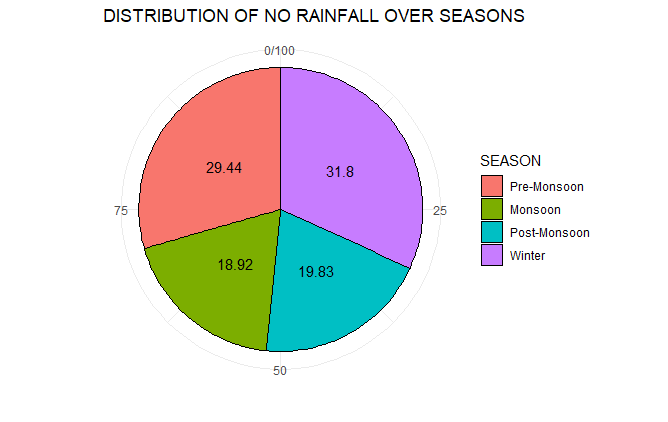 DISTRIBUTION OF NO RAINFALL OVER SEASONS
0/100
29.44
31.8
75
25
18.92
19.83
50
SEASON
Pre-Monsoon
Monsoon
Post-Monsoon
Winter